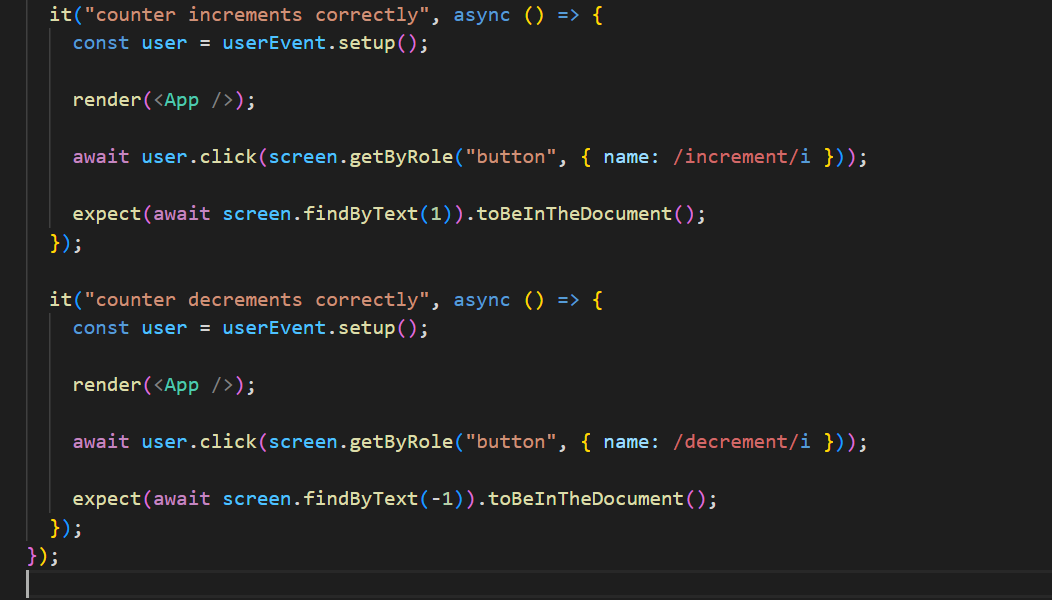 it("counter increments correctly", async () => {
const user = userEvent.setup();
render(<App />);
await user.click(screen.getByRole("button", { name: /increment/i }));
expect(await screen.findByText(1)).toBeInTheDocument();
});
it("counter decrements correctly", async () => {
const user = userEvent.setup();
render(<App />);
await user.click(screen.getByRole("button", { name: /decrement/i }));
expect(await screen.findByText(-1)).toBeInTheDocument();
});
});